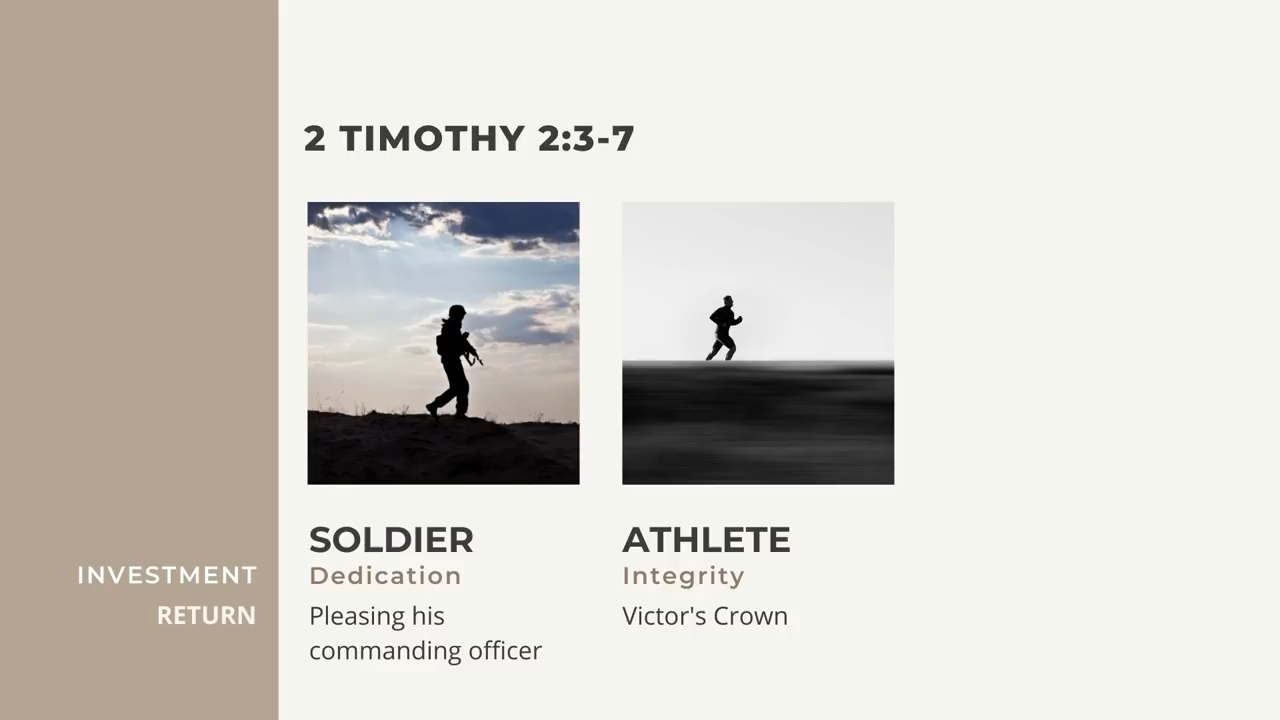 2 TIMOTHY 2:3-7
SOLDIER
ATHLETE
INVESTMENT
Dedication
Integrity
RETURN
Pleasing his
commanding officer
Victor's Crown